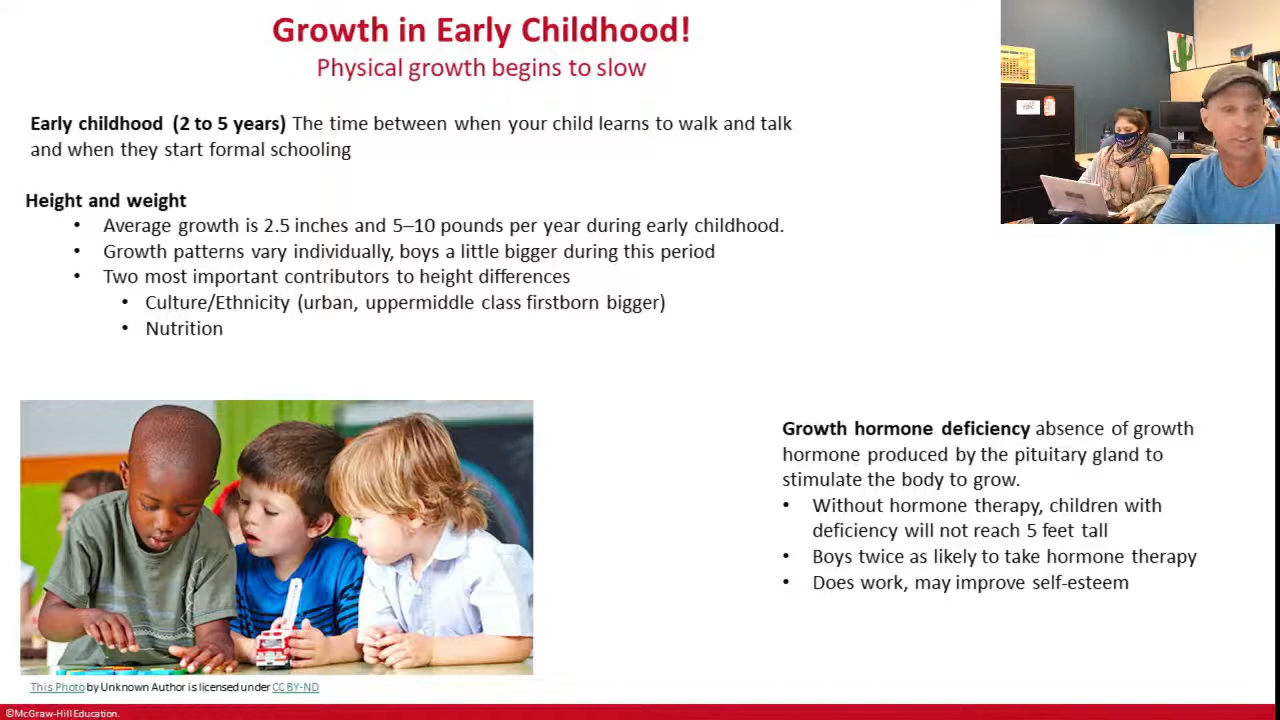 Growth in Early Childhood!
Physical growth begins to slow
Early childhood (2 to 5 years) The time between when your child learns to walk and talk
and when they start formal schooling
Height and weight
• Average growth is 2.5 inches and 5–10 pounds per year during early childhood.
• Growth patterns vary individually, boys a little bigger during this period
• Two most important contributors to height differences
• Culture/Ethnicity (urban, uppermiddle class firstborn bigger)
• Nutrition
Growth hormone deficiency absence of growth
hormone produced by the pituitary gland to
stimulate the body to grow.
• Without hormone therapy, children with
deficiency will not reach 5 feet tall
• Boys twice as likely to take hormone therapy
• Does work, may improve self-esteem
This Photo by Unknown Author is licensed under CC BY-ND
©McGraw-Hill Education.